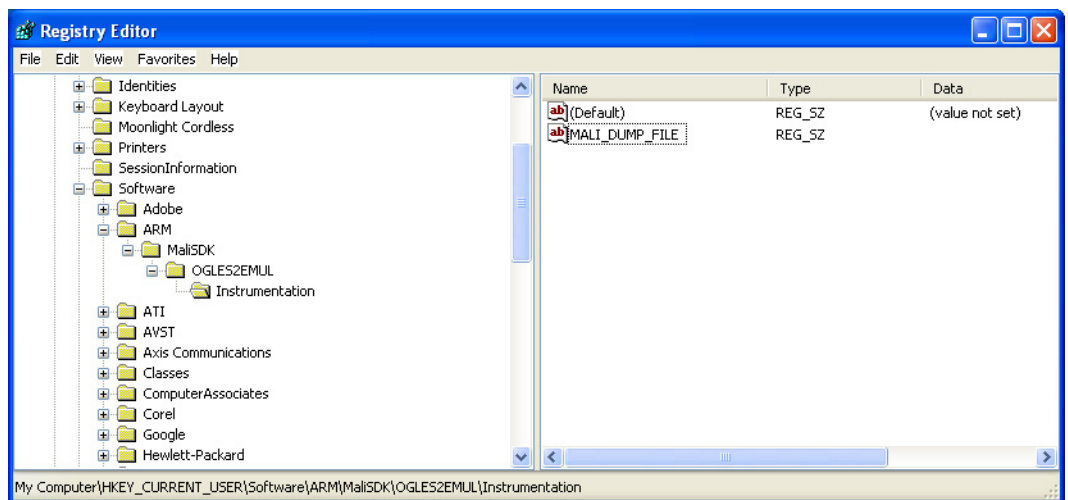 Registry Editor
File Edit View Favorites Help
Identities
Keyboard Layout
Moonlight Cordless
Printers
SessionInformation
Software
Adobe
ARM
MaliSDK
OGLES2EMUL
Instrumentation
ATI
AVST
Axis Communications
Classes
ComputerAssociates
Corel
Google
Hewlett-Packard
Name Type Data
ab (Default) REG_SZ (value not set)
ab MALI_DUMP_FILE REG_SZ
My Computer\HKEY_CURRENT_USER\Software\ARM\MaliSDK\OGLES2EMUL\Instrumentation